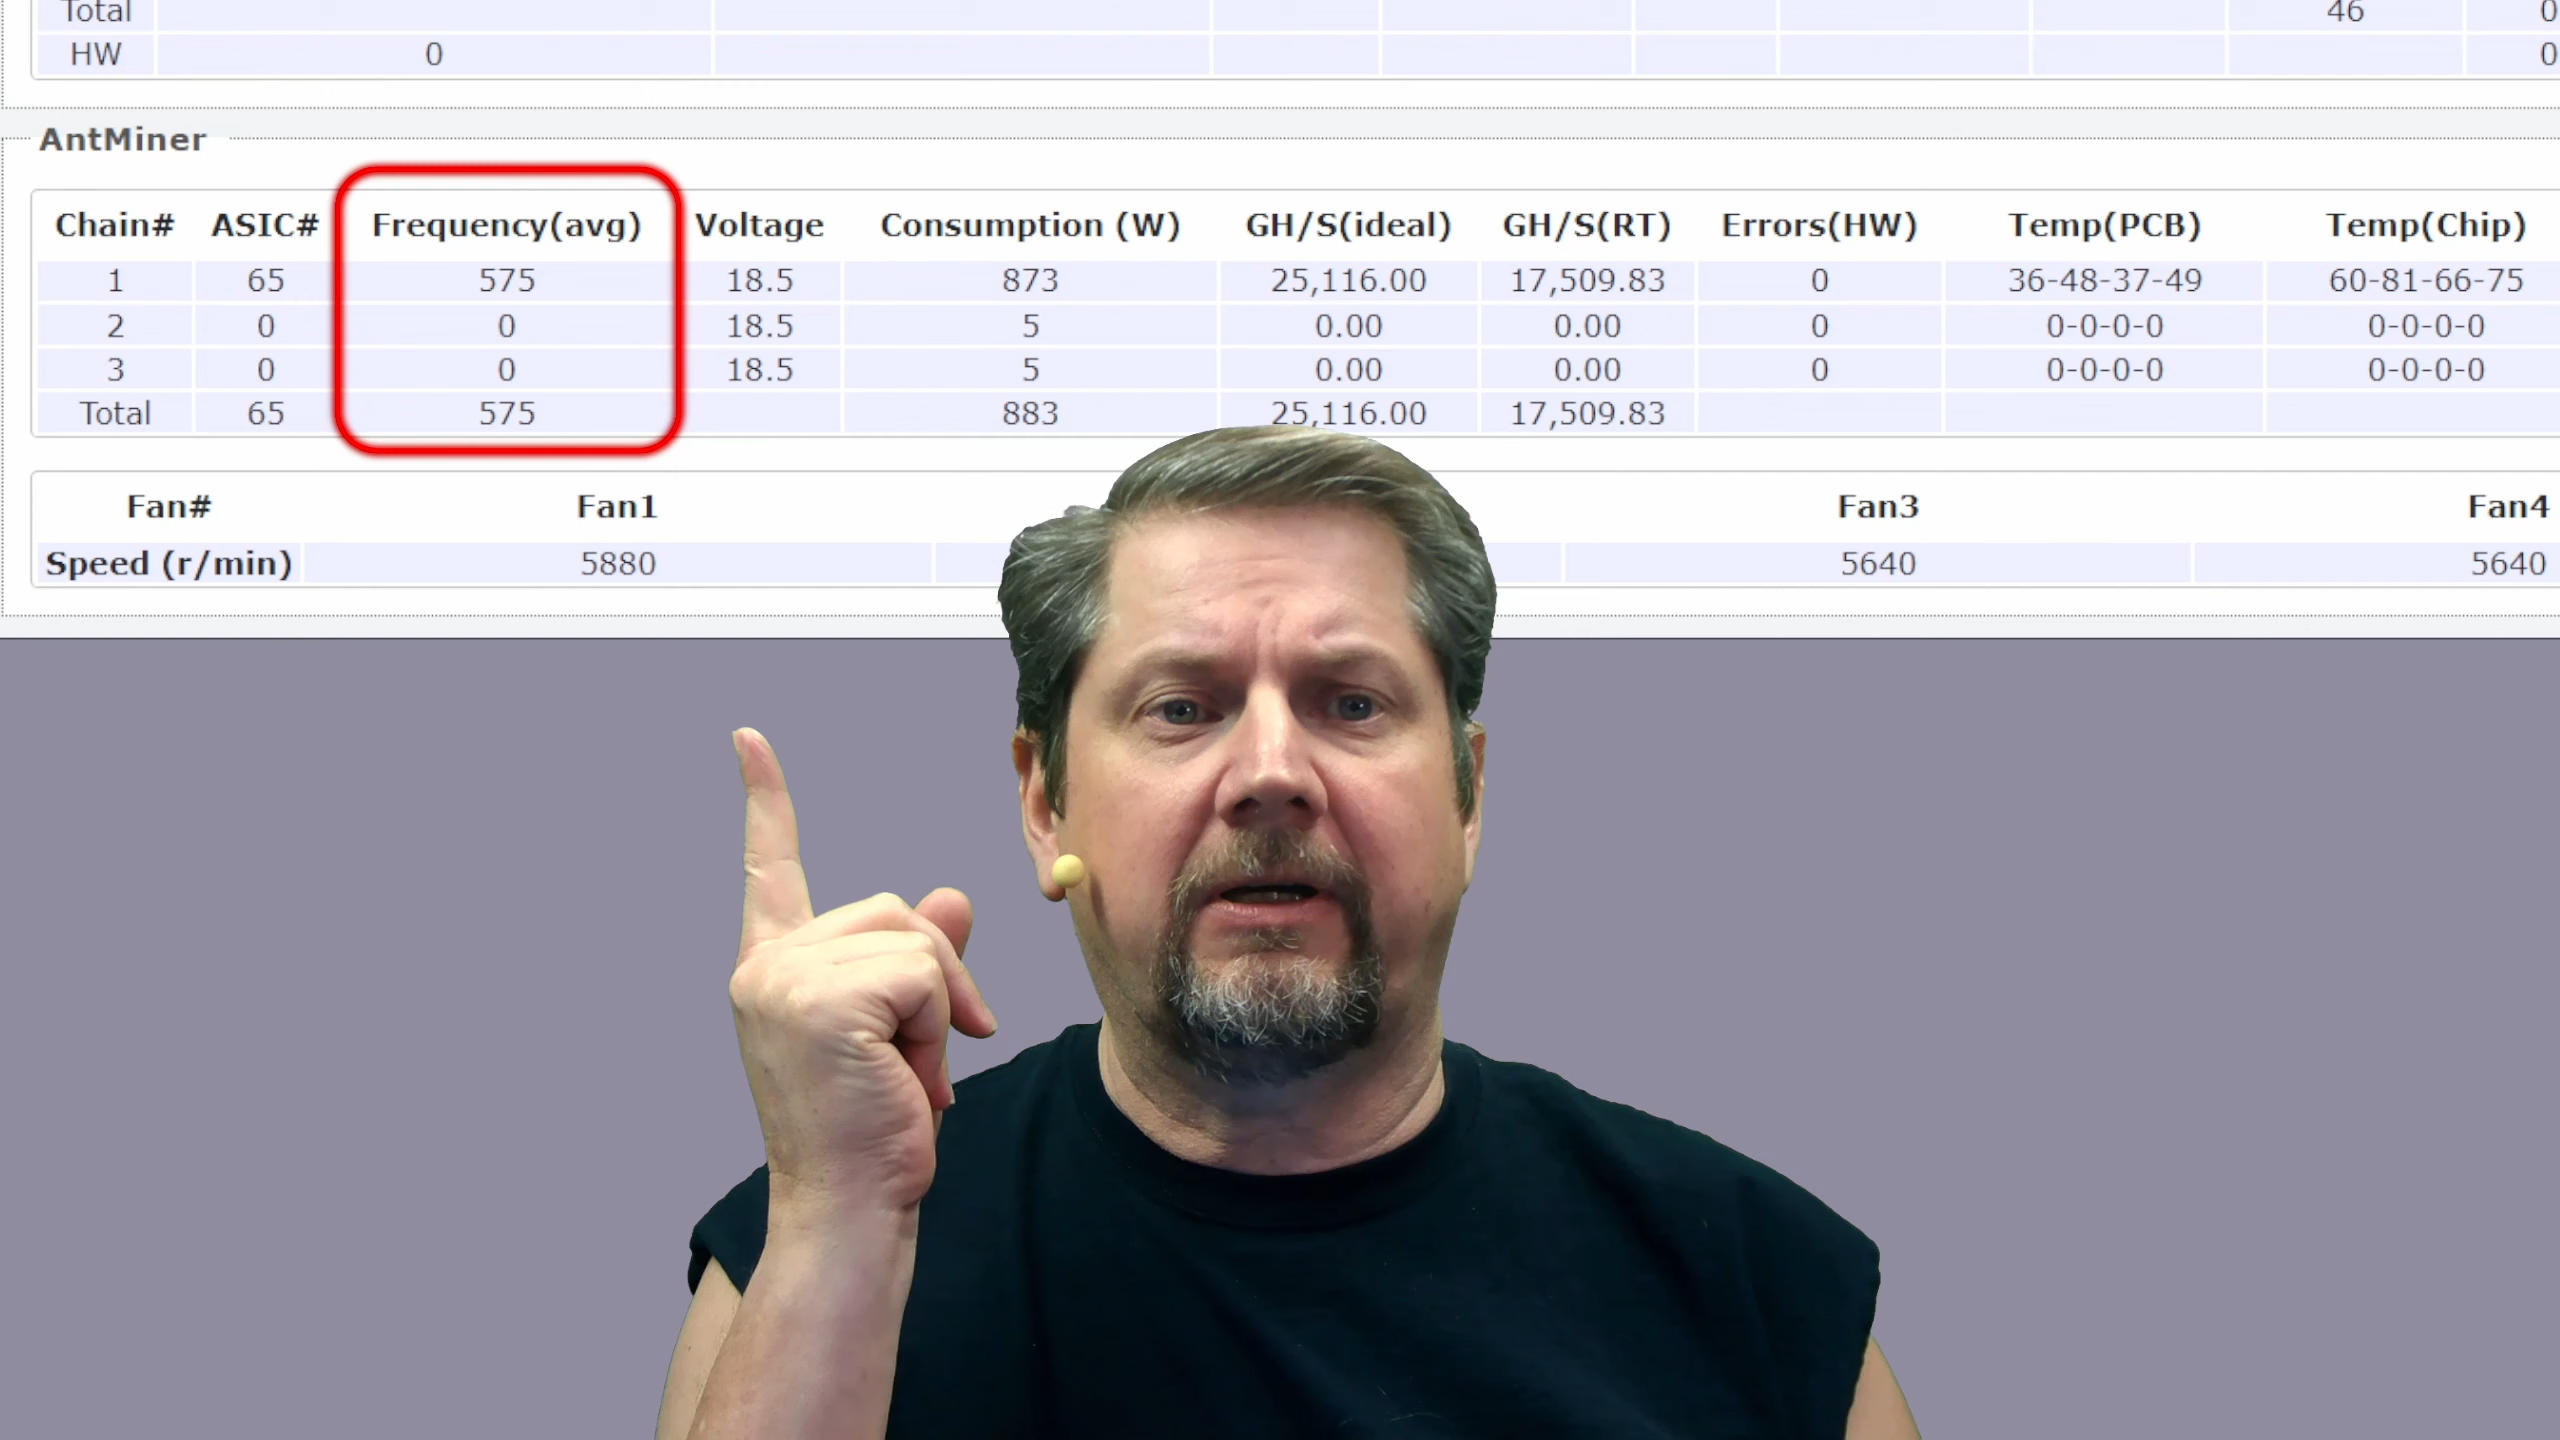 Total 46 0
HW 0 0
AntMiner
Chain# ASIC# Frequency(avg) Voltage Consumption (W) GH/S(ideal) GH/S(RT) Errors(HW) Temp(PCB) Temp(Chip)
1 65 575 18.5 873 25,116.00 17,509.83 0 36-48-37-49 60-81-66-75
2 0 0 18.5 5 0.00 0.00 0 0-0-0-0 0-0-0-0
3 0 0 18.5 5 0.00 0.00 0 0-0-0-0 0-0-0-0
Total 65 575 883 25,116.00 17,509.83
Fan# Fan1 Fan3 Fan4
Speed (r/min) 5880 5640 5640